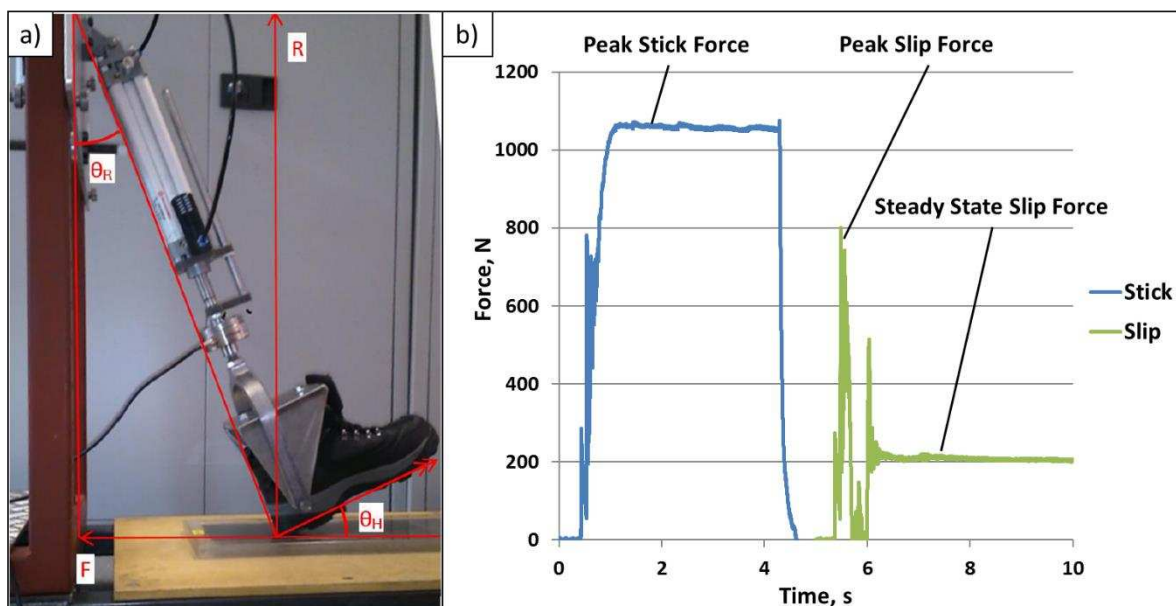 a)
R
θR
θH
F
b)
Peak Stick Force
Peak Slip Force
Steady State Slip Force
Force, N
1200
1000
800
600
400
200
0
0
2
4
6
8
10
Time, s
Stick
Slip